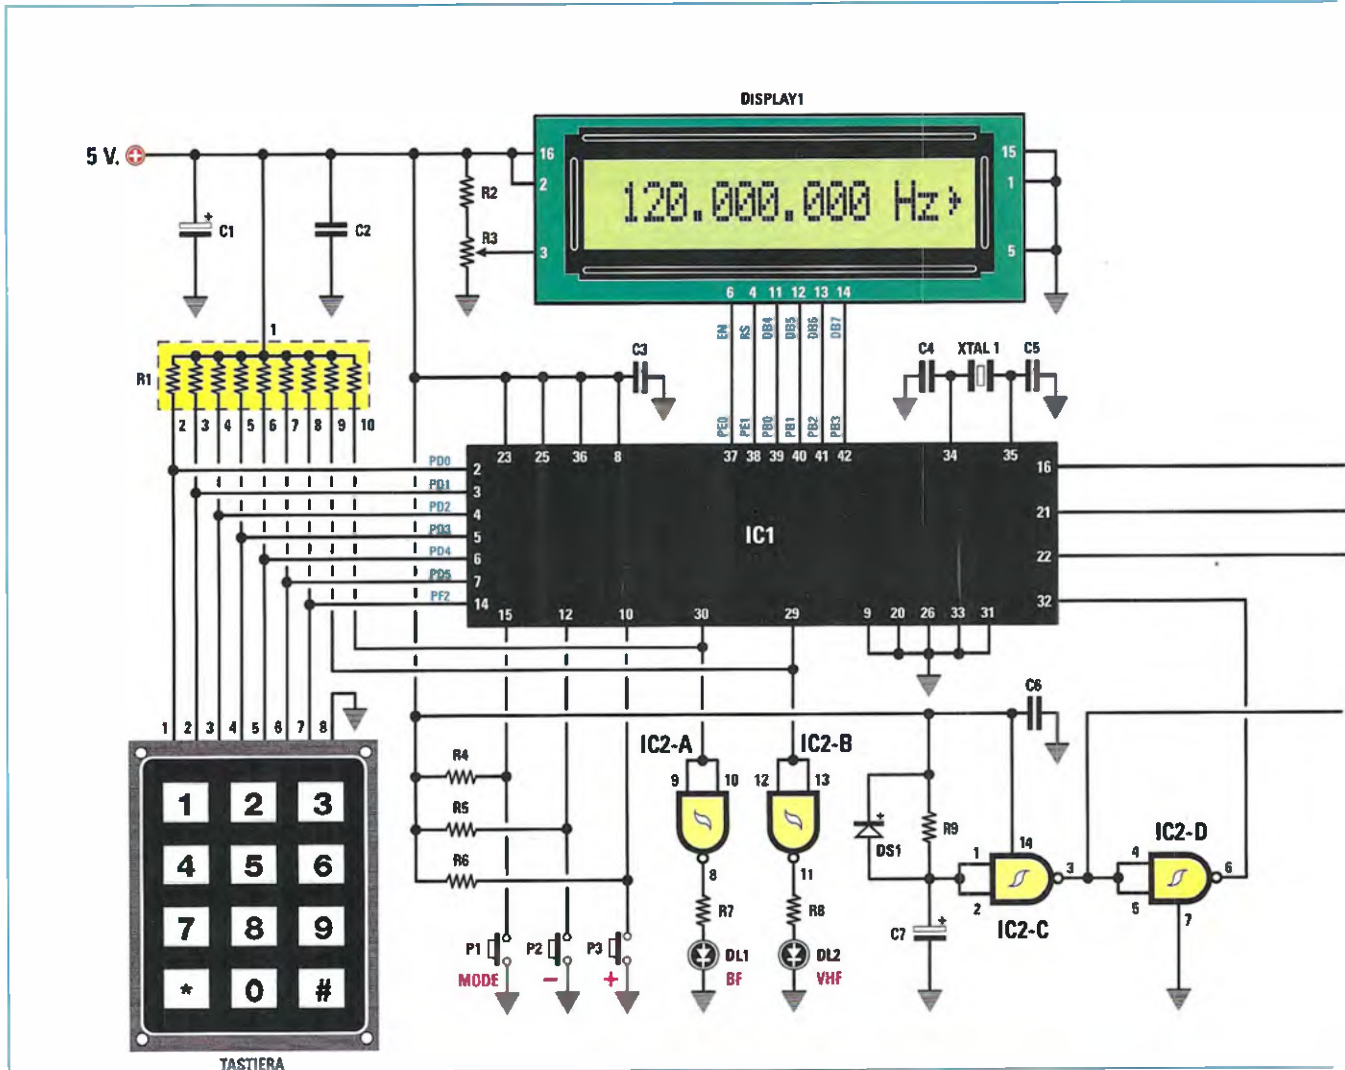 DISPLAY1
5 V.
16
2
3
15
1
5
120.000.000 Hz
R2
R3
C1
C2
6 4 11 12 13 14
EN RS DB4 DB5 DB6 DB7
PE0 PE1 PB0 PB1 PB2 PB3
1
R1
2 3 4 5 6 7 8 9 10
C3
C4 XTAL 1 C5
23 25 36 8 37 38 39 40 41 42 34 35
PD0 2
PD1 3
PD2 4
PD3 5
PD4 6
PD5 7
PF2 14
IC1
16
21
22
32
15 12 10 30 29 9 20 26 33 31
1 2 3 4 5 6 7 8
C6
IC2-A
IC2-B
9 10
12 13
R4
R5
R6
8
11
R7
R8
DS1
R9
C7
1
2
14
3
IC2-C
IC2-D
4
5
6
7
P1 P2 P3
MODE - +
DL1
BF
DL2
VHF
1 2 3
4 5 6
7 8 9
* 0 #
TASTIERA